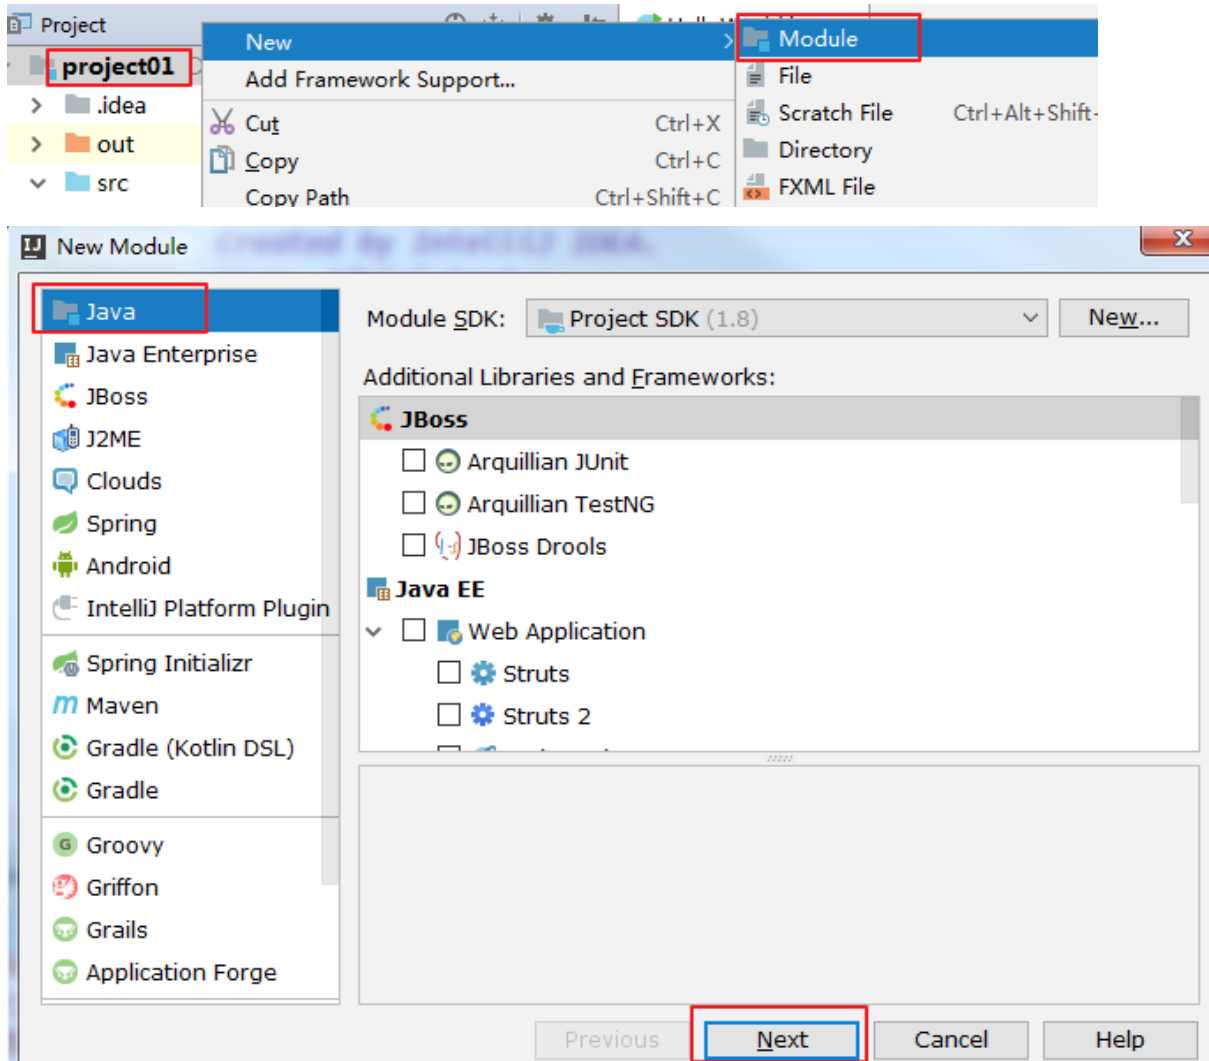 Project
project01
.idea
out
src
New
Add Framework Support...
Cut Ctrl+X
Copy Ctrl+C
Copy Path Ctrl+Shift+C
Module
File
Scratch File Ctrl+Alt+Shift-
Directory
FXML File
New Module
Created by IntelliJ IDEA.
Java
Java Enterprise
JBoss
J2ME
Clouds
Spring
Android
IntelliJ Platform Plugin
Spring Initializr
Maven
Gradle (Kotlin DSL)
Gradle
Groovy
Griffon
Grails
Application Forge
Module SDK: Project SDK (1.8) New...
Additional Libraries and Frameworks:
JBoss
Arquillian JUnit
Arquillian TestNG
JBoss Drools
Java EE
Web Application
Struts
Struts 2
Previous Next Cancel Help